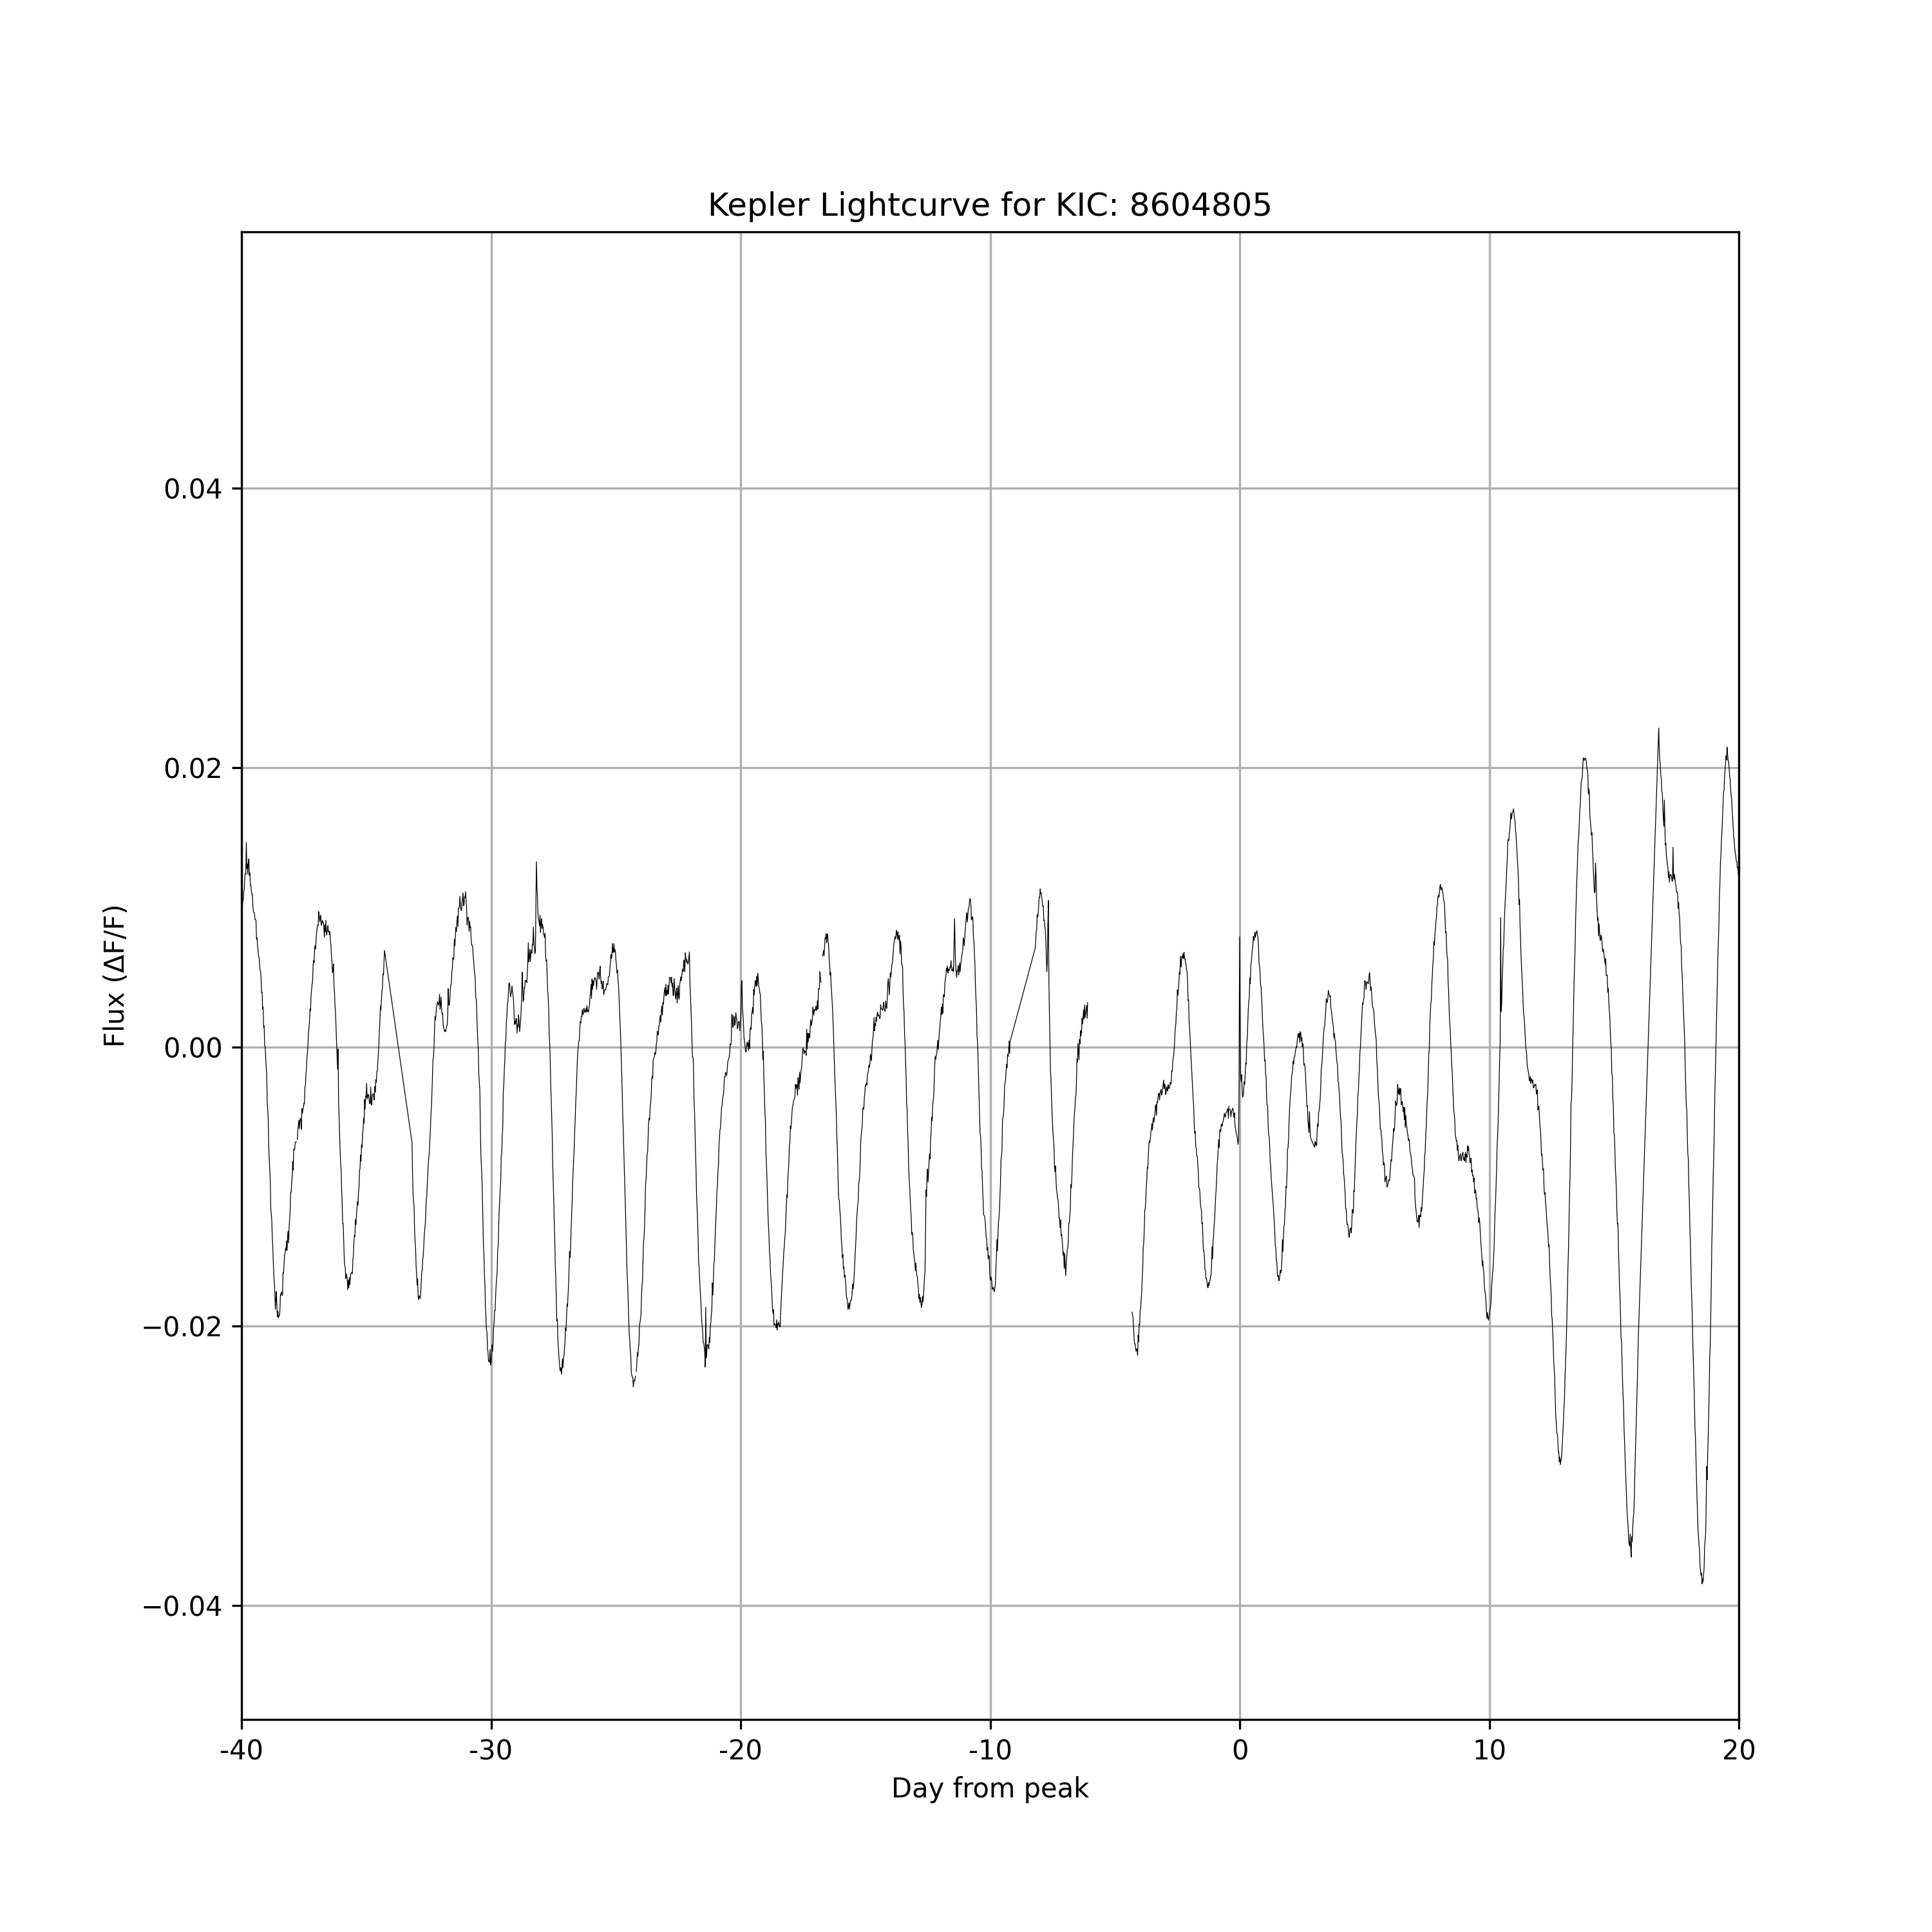 Kepler Lightcurve for KIC: 8604805
Flux (ΔF/F)
0.04
0.02
0.00
−0.02
−0.04
-40 -30 -20 -10 0 10 20
Day from peak